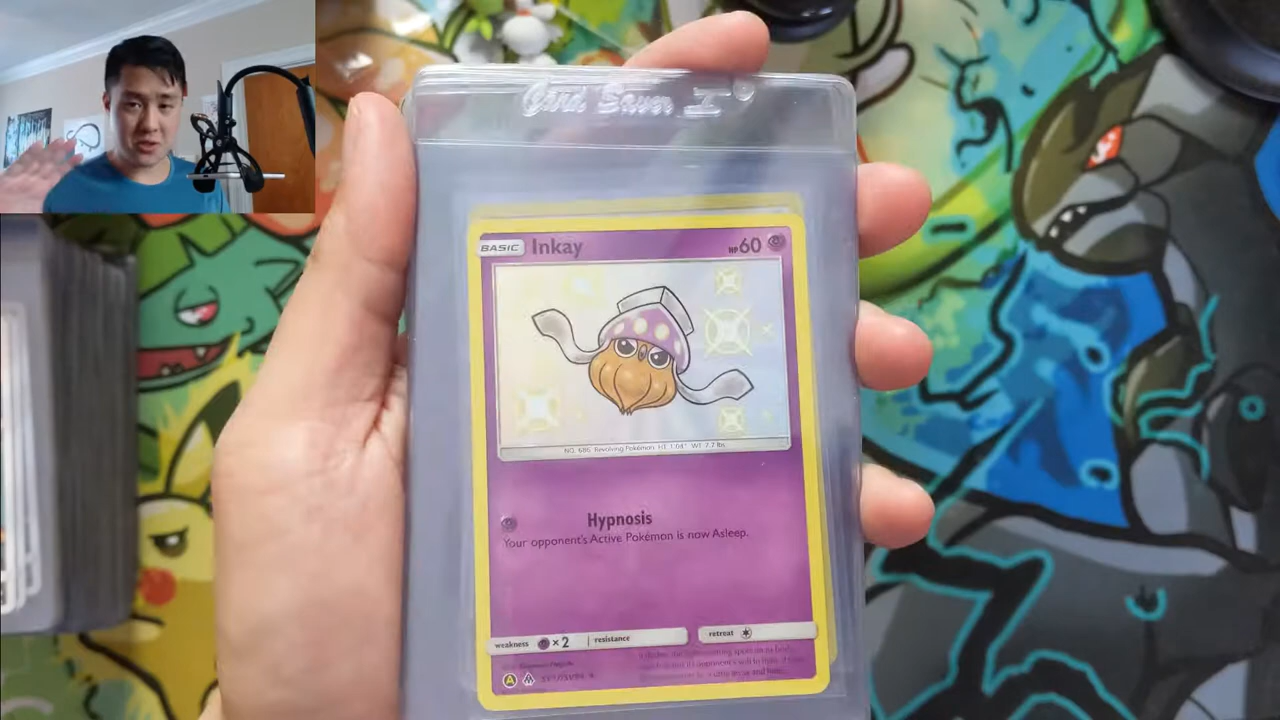 Card Saver I®
BASIC Inkay HP60
NO. 686 Revolving Pokémon HT: 1'04" WT: 7.7 lbs.
Hypnosis
Your opponent's Active Pokémon is now Asleep.
weakness ×2 resistance retreat
A